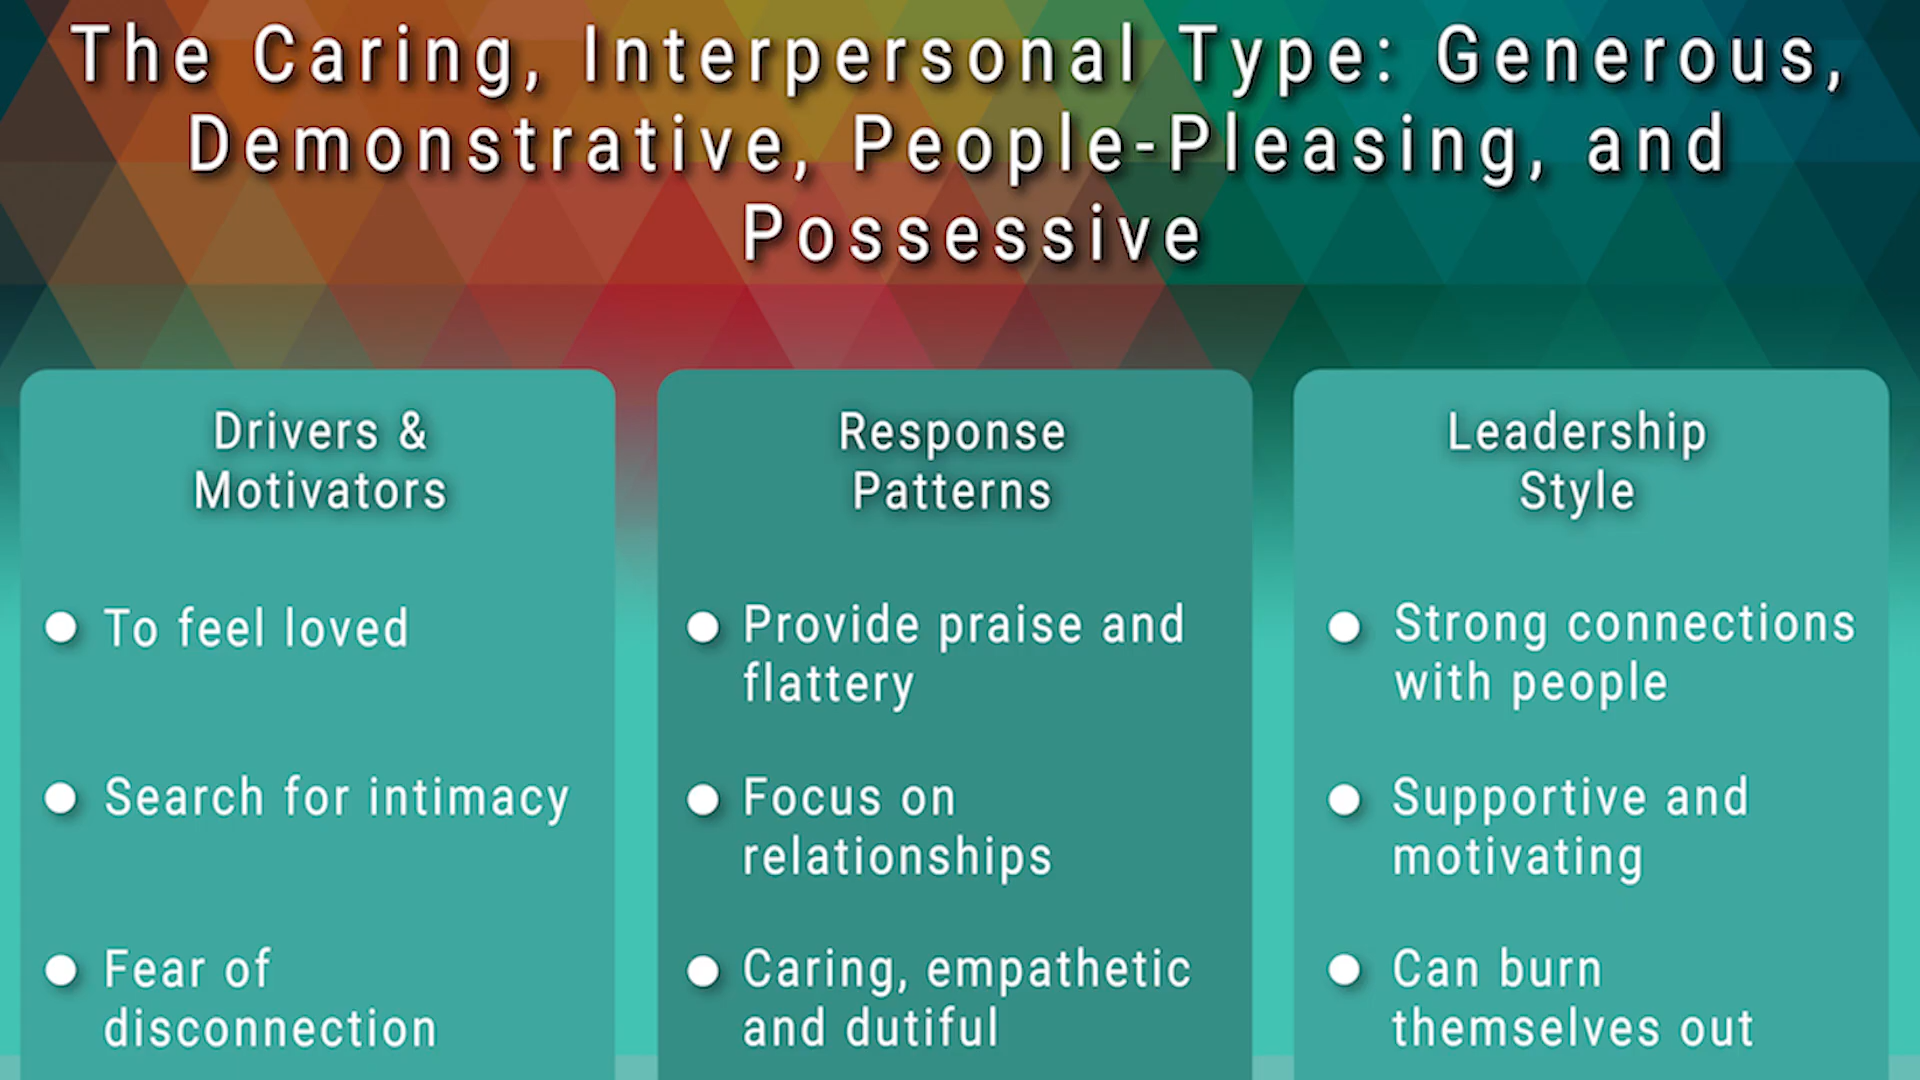 The Caring, Interpersonal Type: Generous,
Demonstrative, People-Pleasing, and
Possessive
Drivers &
Motivators
To feel loved
Search for intimacy
Fear of
disconnection
Response
Patterns
Provide praise and
flattery
Focus on
relationships
Caring, empathetic
and dutiful
Leadership
Style
Strong connections
with people
Supportive and
motivating
Can burn
themselves out